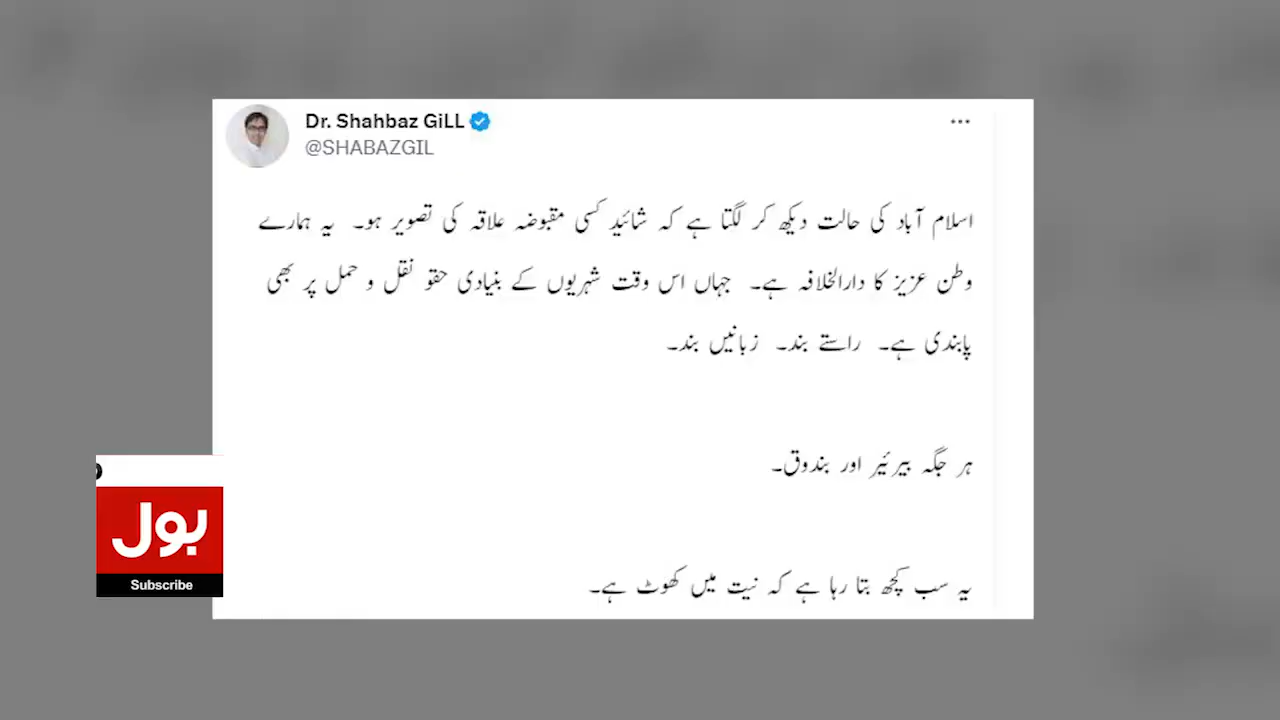 Dr. Shahbaz GiLL
@SHABAZGIL
اسلام آباد کی حالت دیکھ کر لگتا ہے کہ شائید کسی مقبوضہ علاقہ کی تصویر ہو۔ یہ ہمارے
وطن عزیز کا دارالخلافہ ہے۔ جہاں اس وقت شہریوں کے بنیادی حقو نقل و حمل پر بھی
پابندی ہے۔ راستے بند۔ زبانیں بند۔
ہر جگہ بیرئیر اور بندوق۔
یہ سب کچھ بتا رہا ہے کہ نیت میں کھوٹ ہے۔
بول
Subscribe